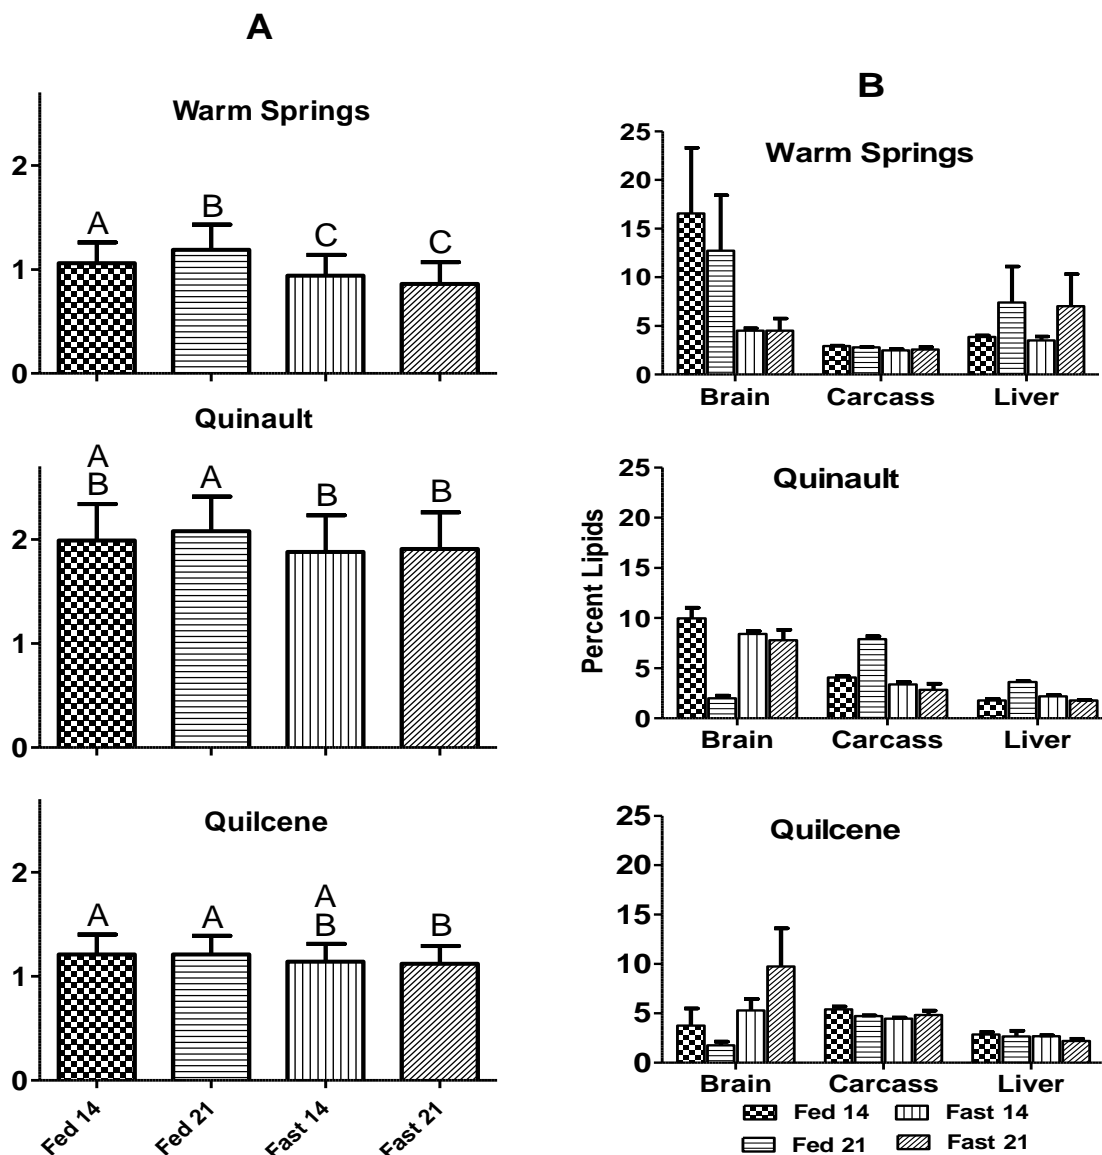 A
Warm Springs
2
1
0
A
B
C
C
Quinault
2
1
0
A
B
A
B
B
Quilcene
2
1
0
A
A
A
B
B
Fed 14
Fed 21
Fast 14
Fast 21
B
Warm Springs
25
20
15
10
5
0
Brain
Carcass
Liver
Percent Lipids
Quinault
25
20
15
10
5
0
Brain
Carcass
Liver
Quilcene
25
20
15
10
5
0
Brain
Carcass
Liver
Fed 14
Fast 14
Fed 21
Fast 21